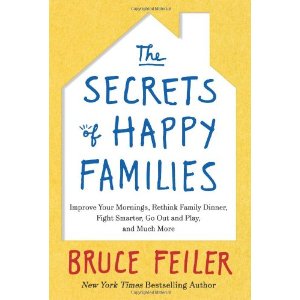 The
SECRETS
of HAPPY
FAMILIES
Improve Your Mornings, Rethink Family Dinner,
Fight Smarter, Go Out and Play,
and Much More
BRUCE FEILER
New York Times Bestselling Author